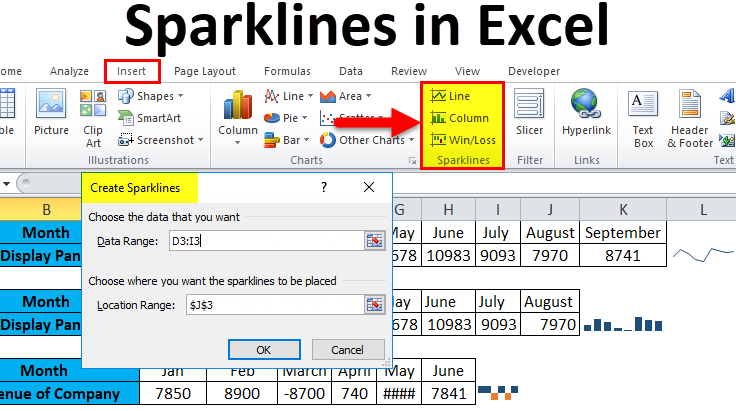 Sparklines in Excel
ome Analyze Insert Page Layout Formulas Data Review View Developer
ble Picture Clip Art Shapes SmartArt Screenshot Column Line Pie Bar Area Scatter Other Charts Line Column Win/Loss Slicer Hyperlink Text Box Header & Footer
Illustrations Charts Sparklines Filter Links Text
Create Sparklines ? ×
B G H I J K L
Choose the data that you want
Month May June July August September
Data Range: D3:I3
Display Pan 678 10983 9093 7970 8741
Choose where you want the sparklines to be placed
Month May June July August
Location Range: $J$3
Display Pan 678 10983 9093 7970
OK Cancel
Month Jan Feb March April May June
enue of Company 7850 8900 -8700 740 #### 7841